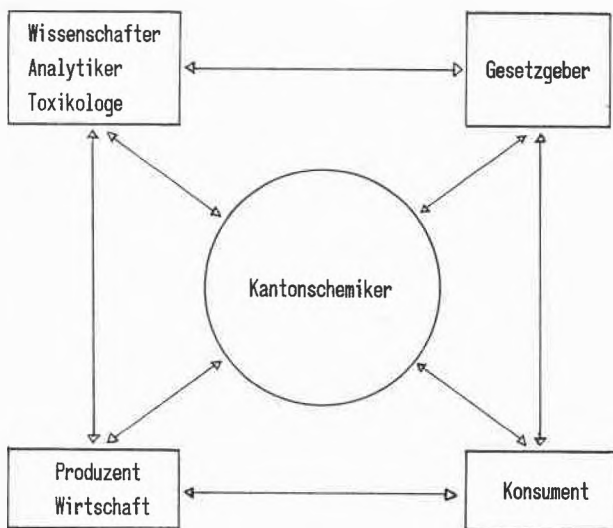 Wissenschafter
Analytiker
Toxikologe
Gesetzgeber
Kantonschemiker
Produzent
Wirtschaft
Konsument